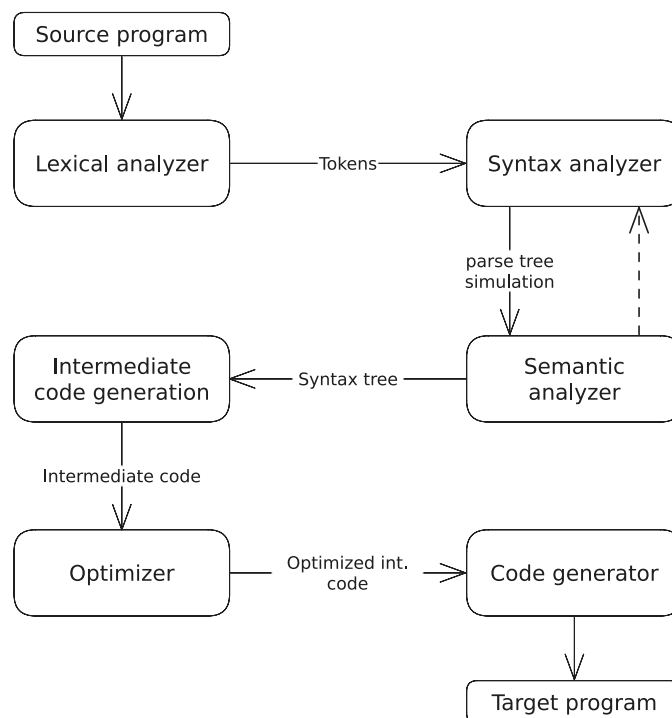 Source program
Lexical analyzer
Tokens
Syntax analyzer
parse tree
simulation
Intermediate
code generation
Syntax tree
Semantic
analyzer
Intermediate code
Optimizer
Optimized int.
code
Code generator
Target program